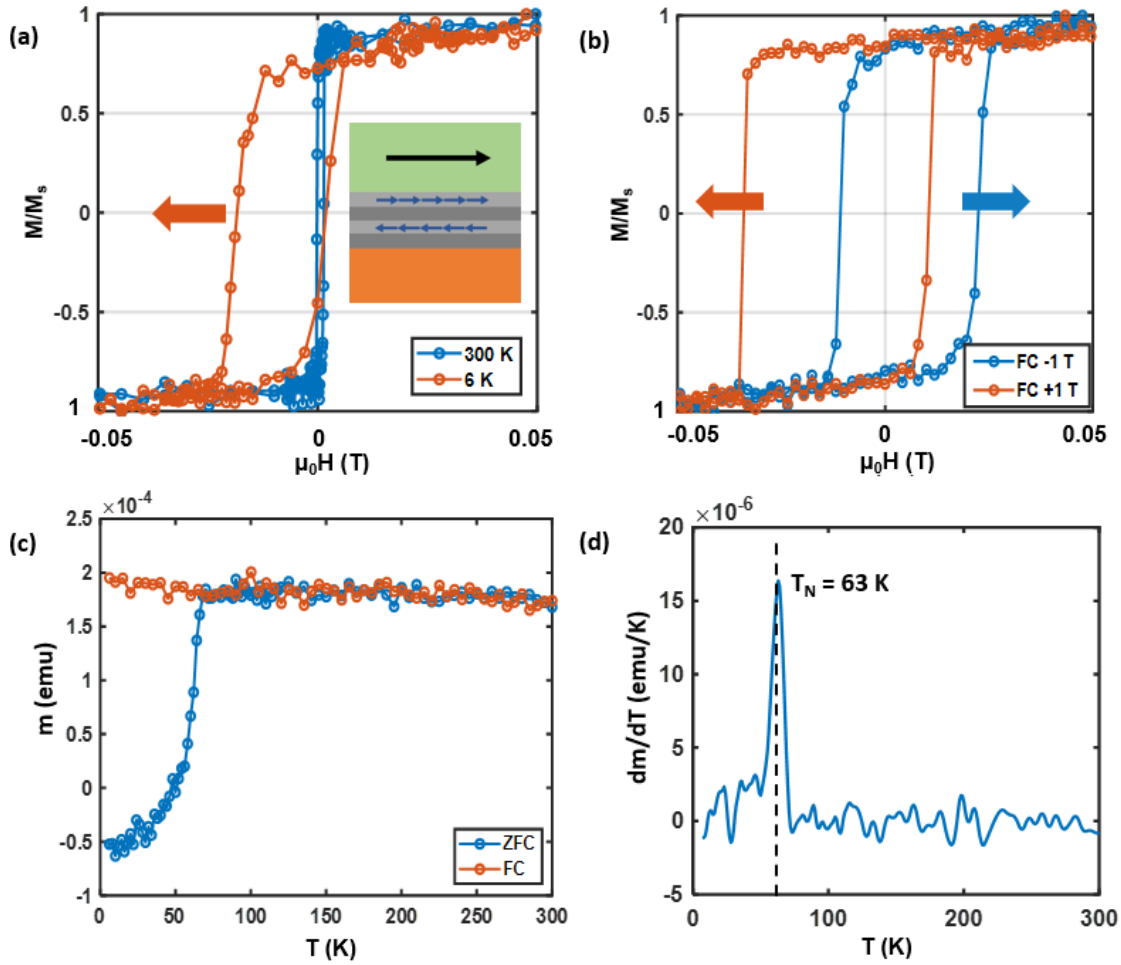 (a)
1
0.5
0
-0.5
1
M/Ms
-0.05
0
0.05
μ₀H (T)
300 K
6 K
(b)
1
0.5
0
-0.5
1
M/Ms
-0.05
0
0.05
μ₀H (T)
FC -1 T
FC +1 T
(c)
×10⁻⁴
2.5
2
1.5
1
0.5
0
-0.5
-1
m (emu)
0
50
100
150
200
250
300
T (K)
ZFC
FC
(d)
×10⁻⁶
20
15
10
5
0
-5
dm/dT (emu/K)
0
100
200
300
T (K)
T_N = 63 K